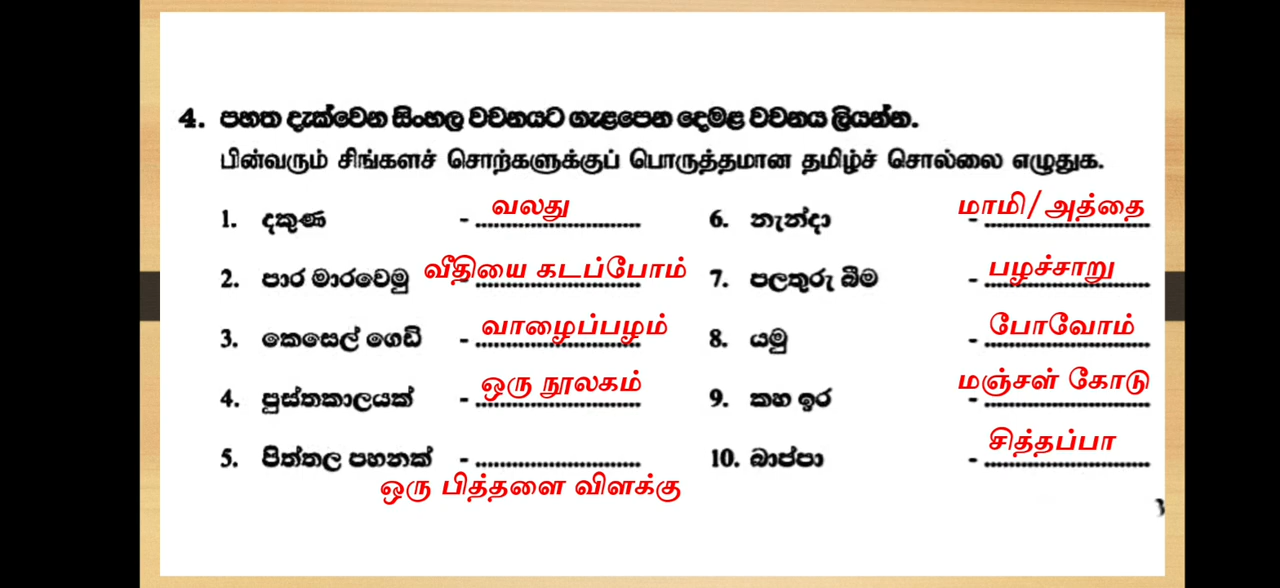 4. පහත දැක්වෙන සිංහල වචනයට ගැළපෙන දෙමළ වචනය ලියන්න.
பின்வரும் சிங்களச் சொற்களுக்குப் பொருத்தமான தமிழ்ச் சொல்லை எழுதுக.
1. දකුණ - வலது
2. පාර මාරවෙමු - வீதியை கடப்போம்
3. කෙසෙල් ගෙඩි - வாழைப்பழம்
4. පුස්තකාලයක් - ஒரு நூலகம்
5. පිත්තල පහනක් - ஒரு பித்தளை விளக்கு
6. නැන්දා - மாமி/அத்தை
7. පලතුරු බීම - பழச்சாறு
8. යමු - போவோம்
9. කහ ඉර - மஞ்சள் கோடு
10. බාප්පා - சித்தப்பா